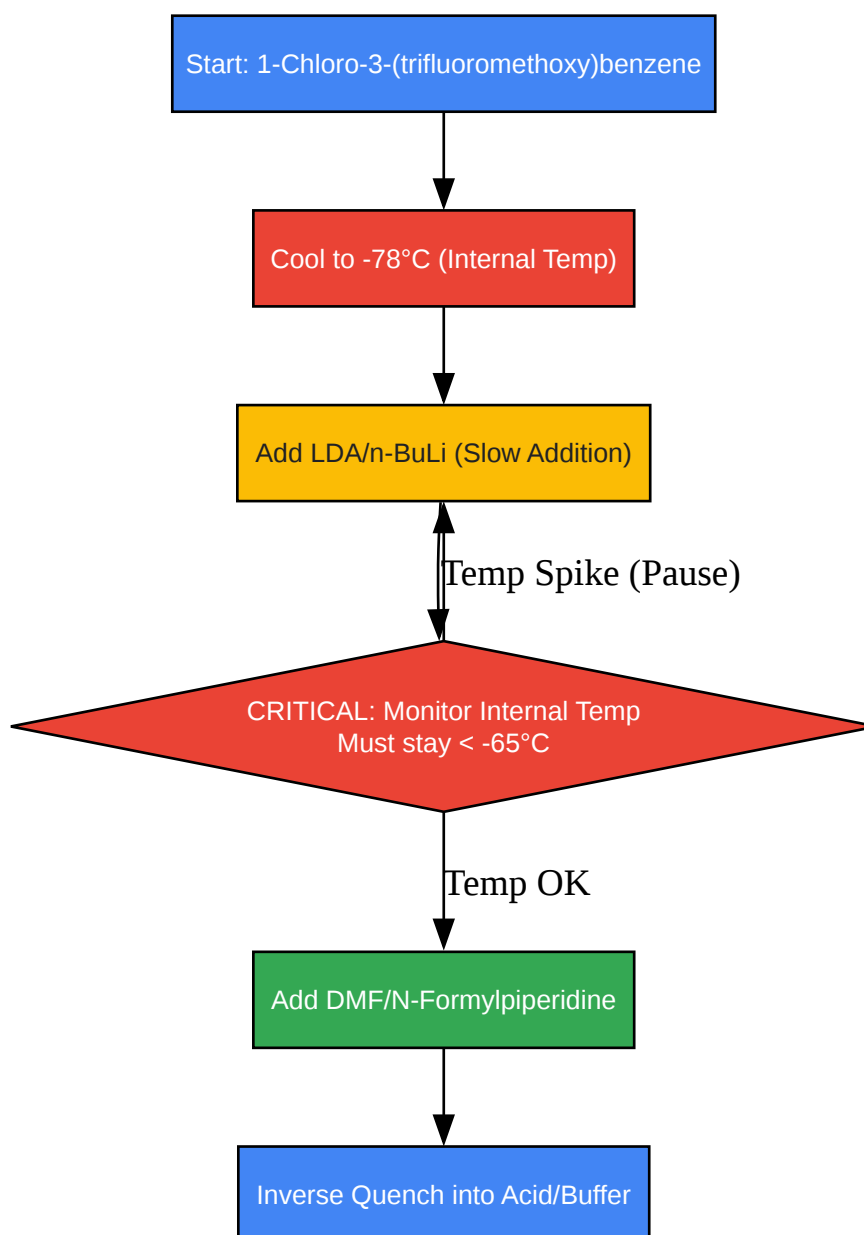 Start: 1-Chloro-3-(trifluoromethoxy)benzene
Cool to -78°C (Internal Temp)
Add LDA/n-BuLi (Slow Addition)
Temp Spike (Pause)
CRITICAL: Monitor Internal Temp
Must stay < -65°C
Temp OK
Add DMF/N-Formylpiperidine
Inverse Quench into Acid/Buffer